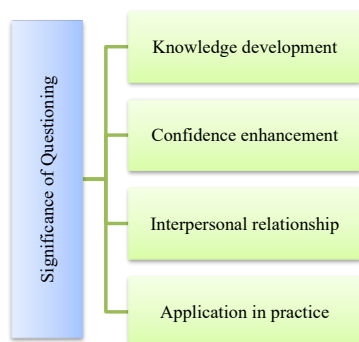 Significance of Questioning
Knowledge development
Confidence enhancement
Interpersonal relationship
Application in practice